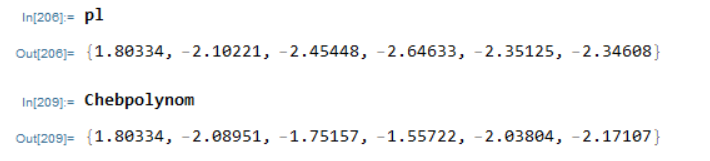 In[206]:= pl
Out[206]= {1.80334, -2.10221, -2.45448, -2.64633, -2.35125, -2.34608}
In[209]:= Chebpolynom
Out[209]= {1.80334, -2.08951, -1.75157, -1.55722, -2.03804, -2.17107}